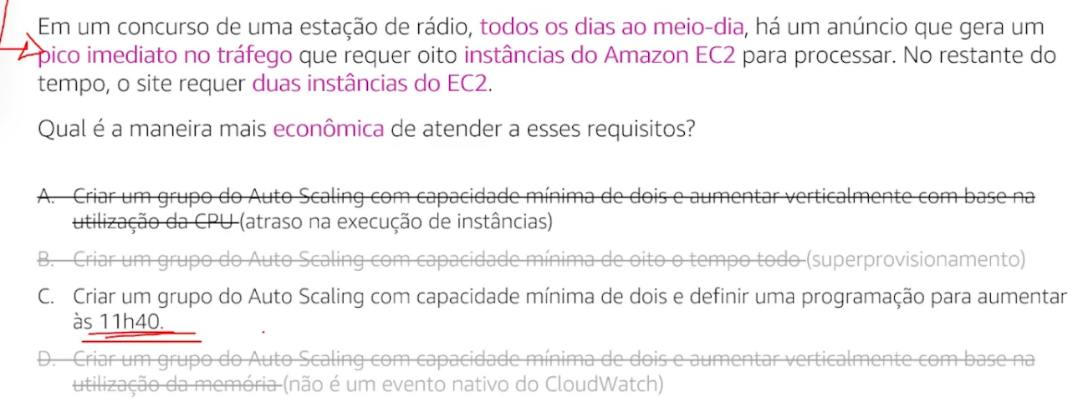 Em um concurso de uma estação de rádio, todos os dias ao meio-dia, há um anúncio que gera um
pico imediato no tráfego que requer oito instâncias do Amazon EC2 para processar. No restante do
tempo, o site requer duas instâncias do EC2.
Qual é a maneira mais econômica de atender a esses requisitos?
A. Criar um grupo do Auto Scaling com capacidade mínima de dois e aumentar verticalmente com base na
utilização da CPU (atraso na execução de instâncias)
B. Criar um grupo do Auto Scaling com capacidade mínima de oito o tempo todo (superprovisionamento)
C. Criar um grupo do Auto Scaling com capacidade mínima de dois e definir uma programação para aumentar
às 11h40.
D. Criar um grupo do Auto Scaling com capacidade mínima de dois e aumentar verticalmente com base na
utilização da memória (não é um evento nativo do CloudWatch)